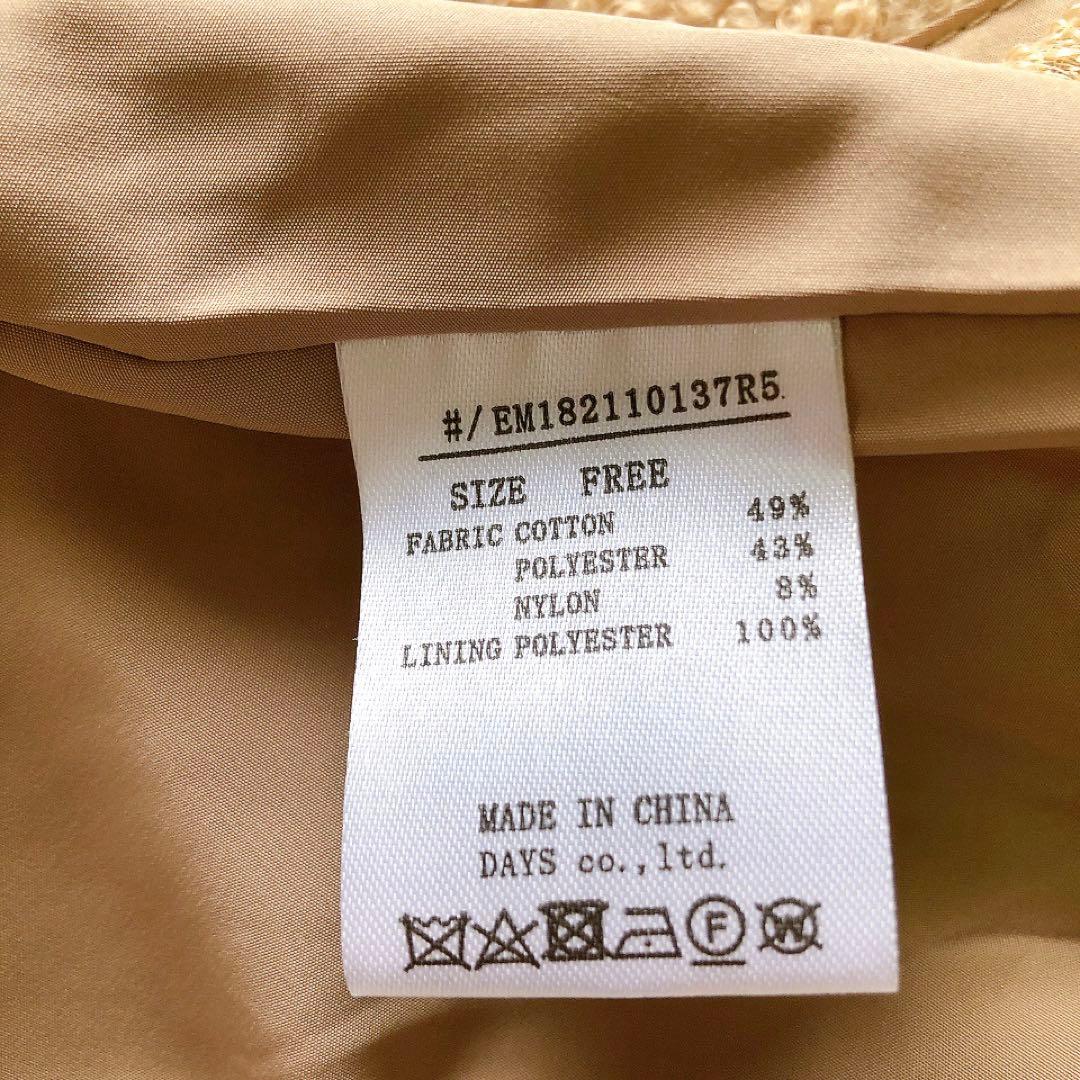 #/EM182110137R5.
SIZE FREE
FABRIC COTTON 49%
POLYESTER 43%
NYLON 8%
LINING POLYESTER 100%
MADE IN CHINA
DAYS co.,ltd.
F W